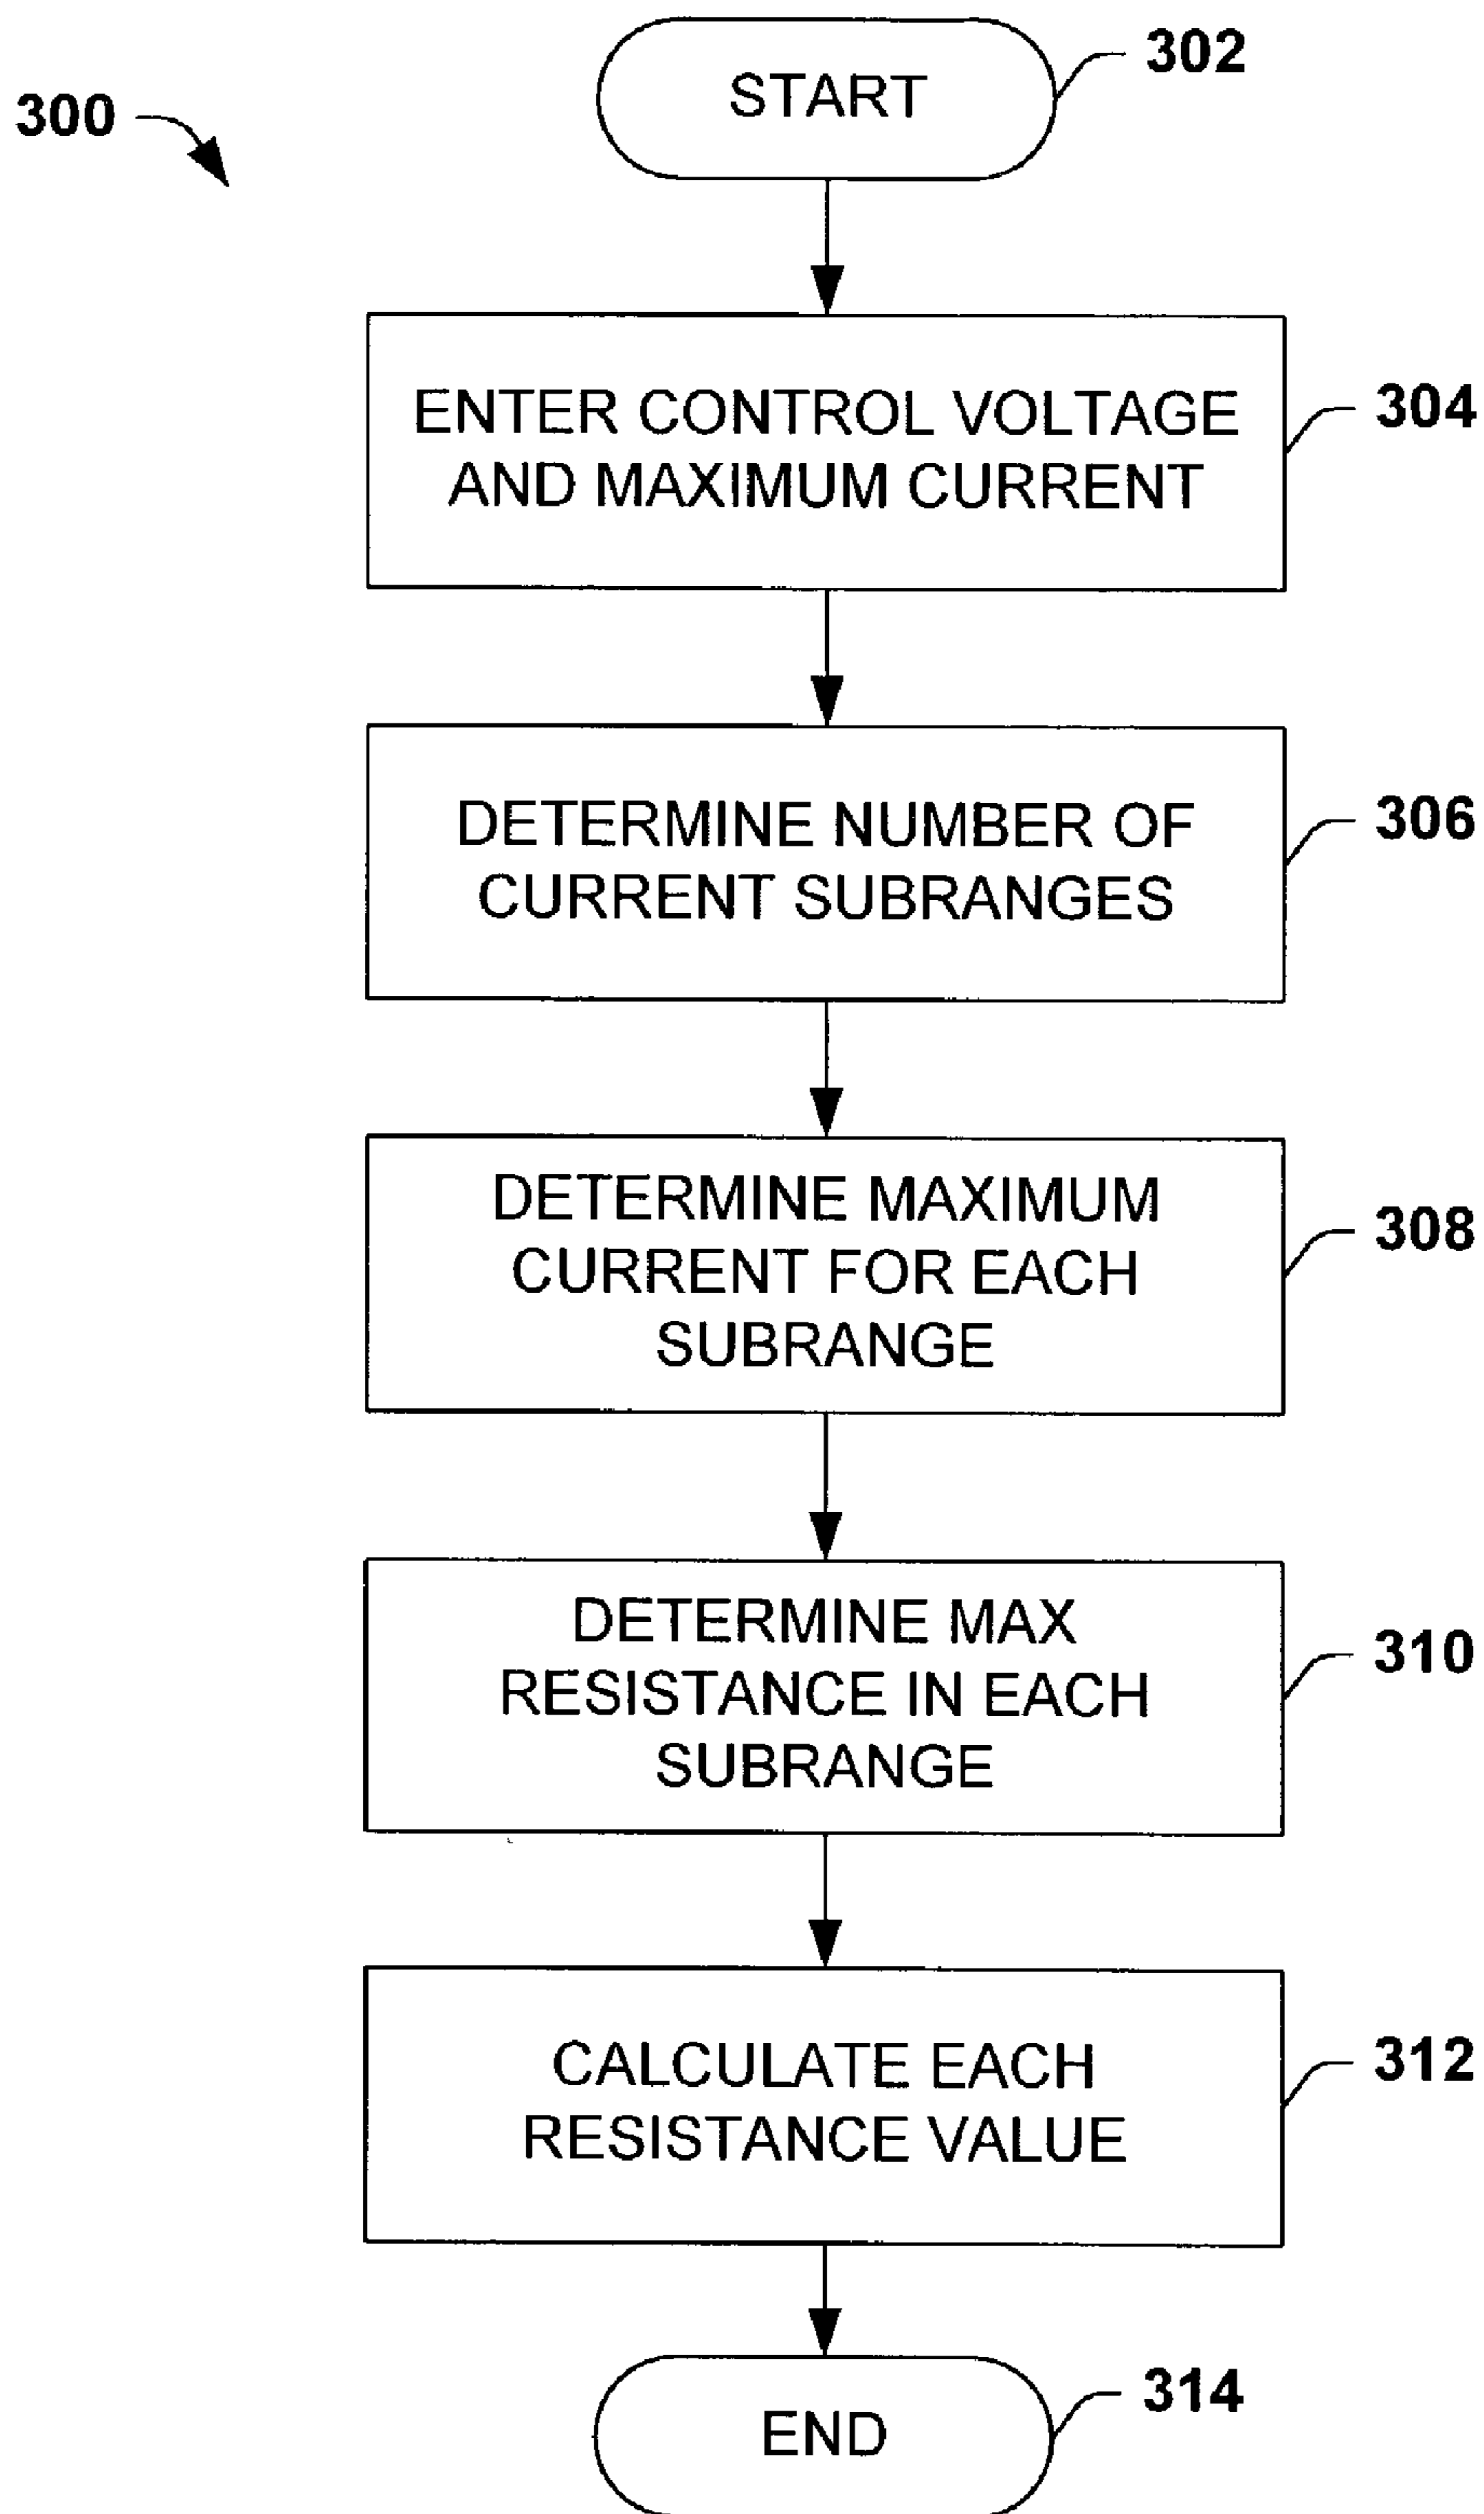 302
START
300
ENTER CONTROL VOLTAGE
AND MAXIMUM CURRENT
304
DETERMINE NUMBER OF
CURRENT SUBRANGES
306
DETERMINE MAXIMUM
CURRENT FOR EACH
SUBRANGE
308
DETERMINE MAX
RESISTANCE IN EACH
SUBRANGE
310
CALCULATE EACH
RESISTANCE VALUE
312
END
314